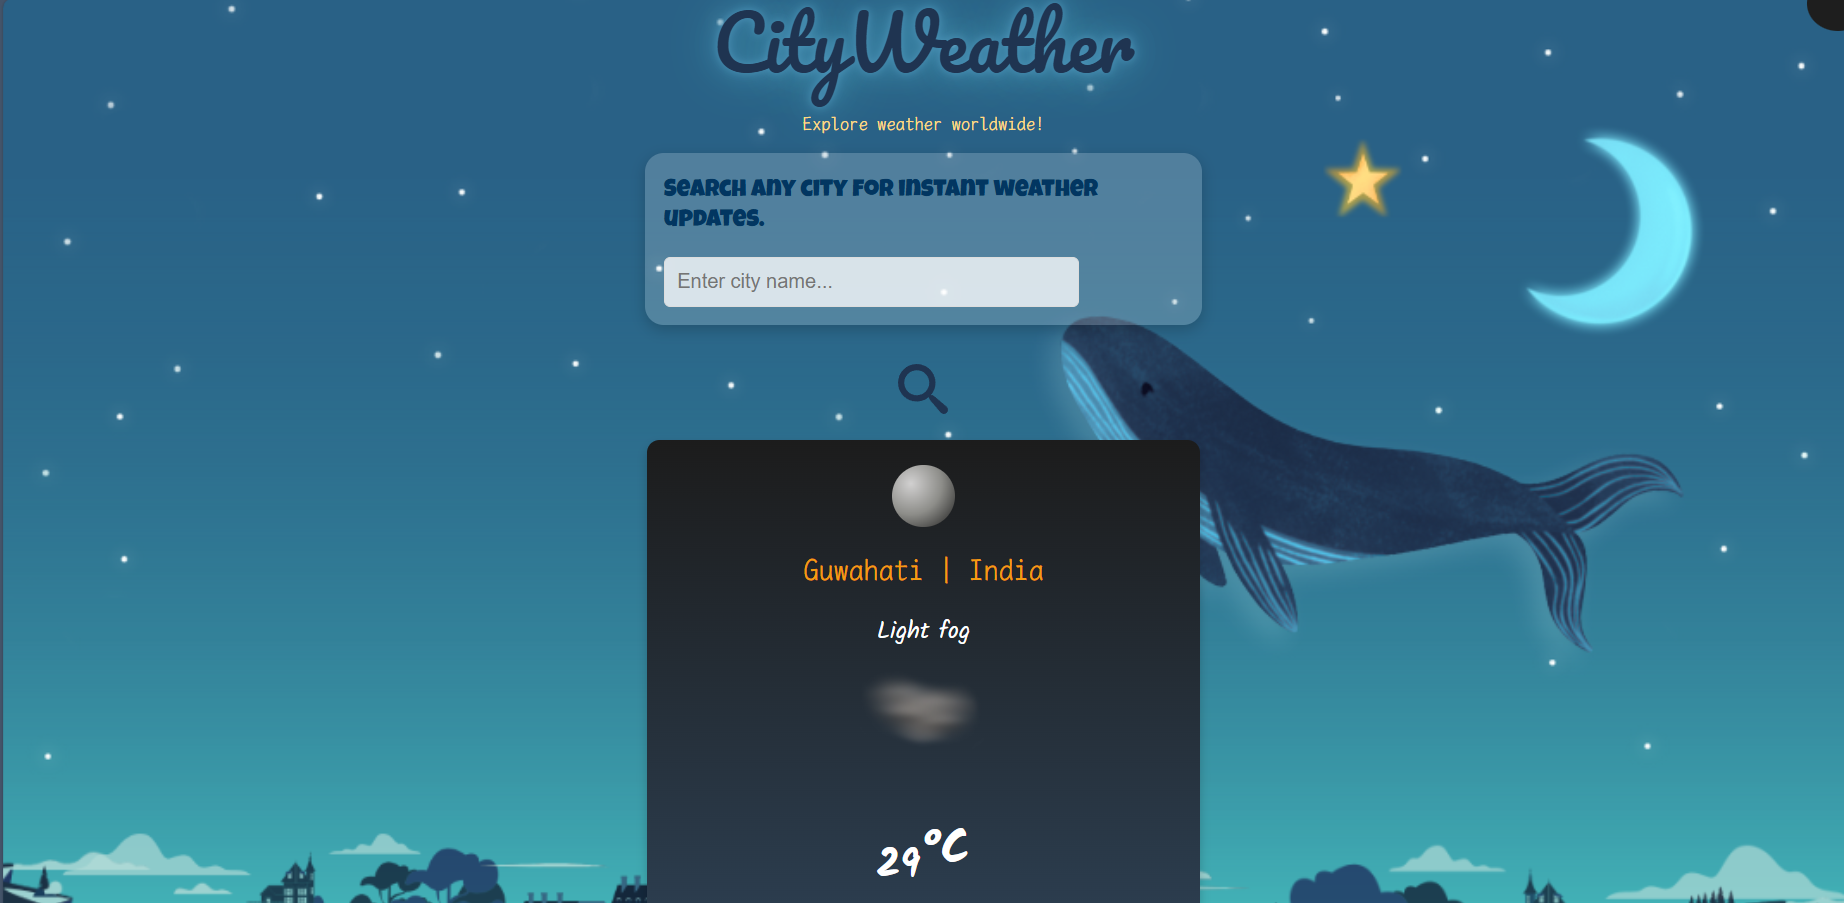 CityWeather
Explore weather worldwide!
Search any city for instant weather
updates.
Enter city name...
Guwahati | India
Light fog
29°C